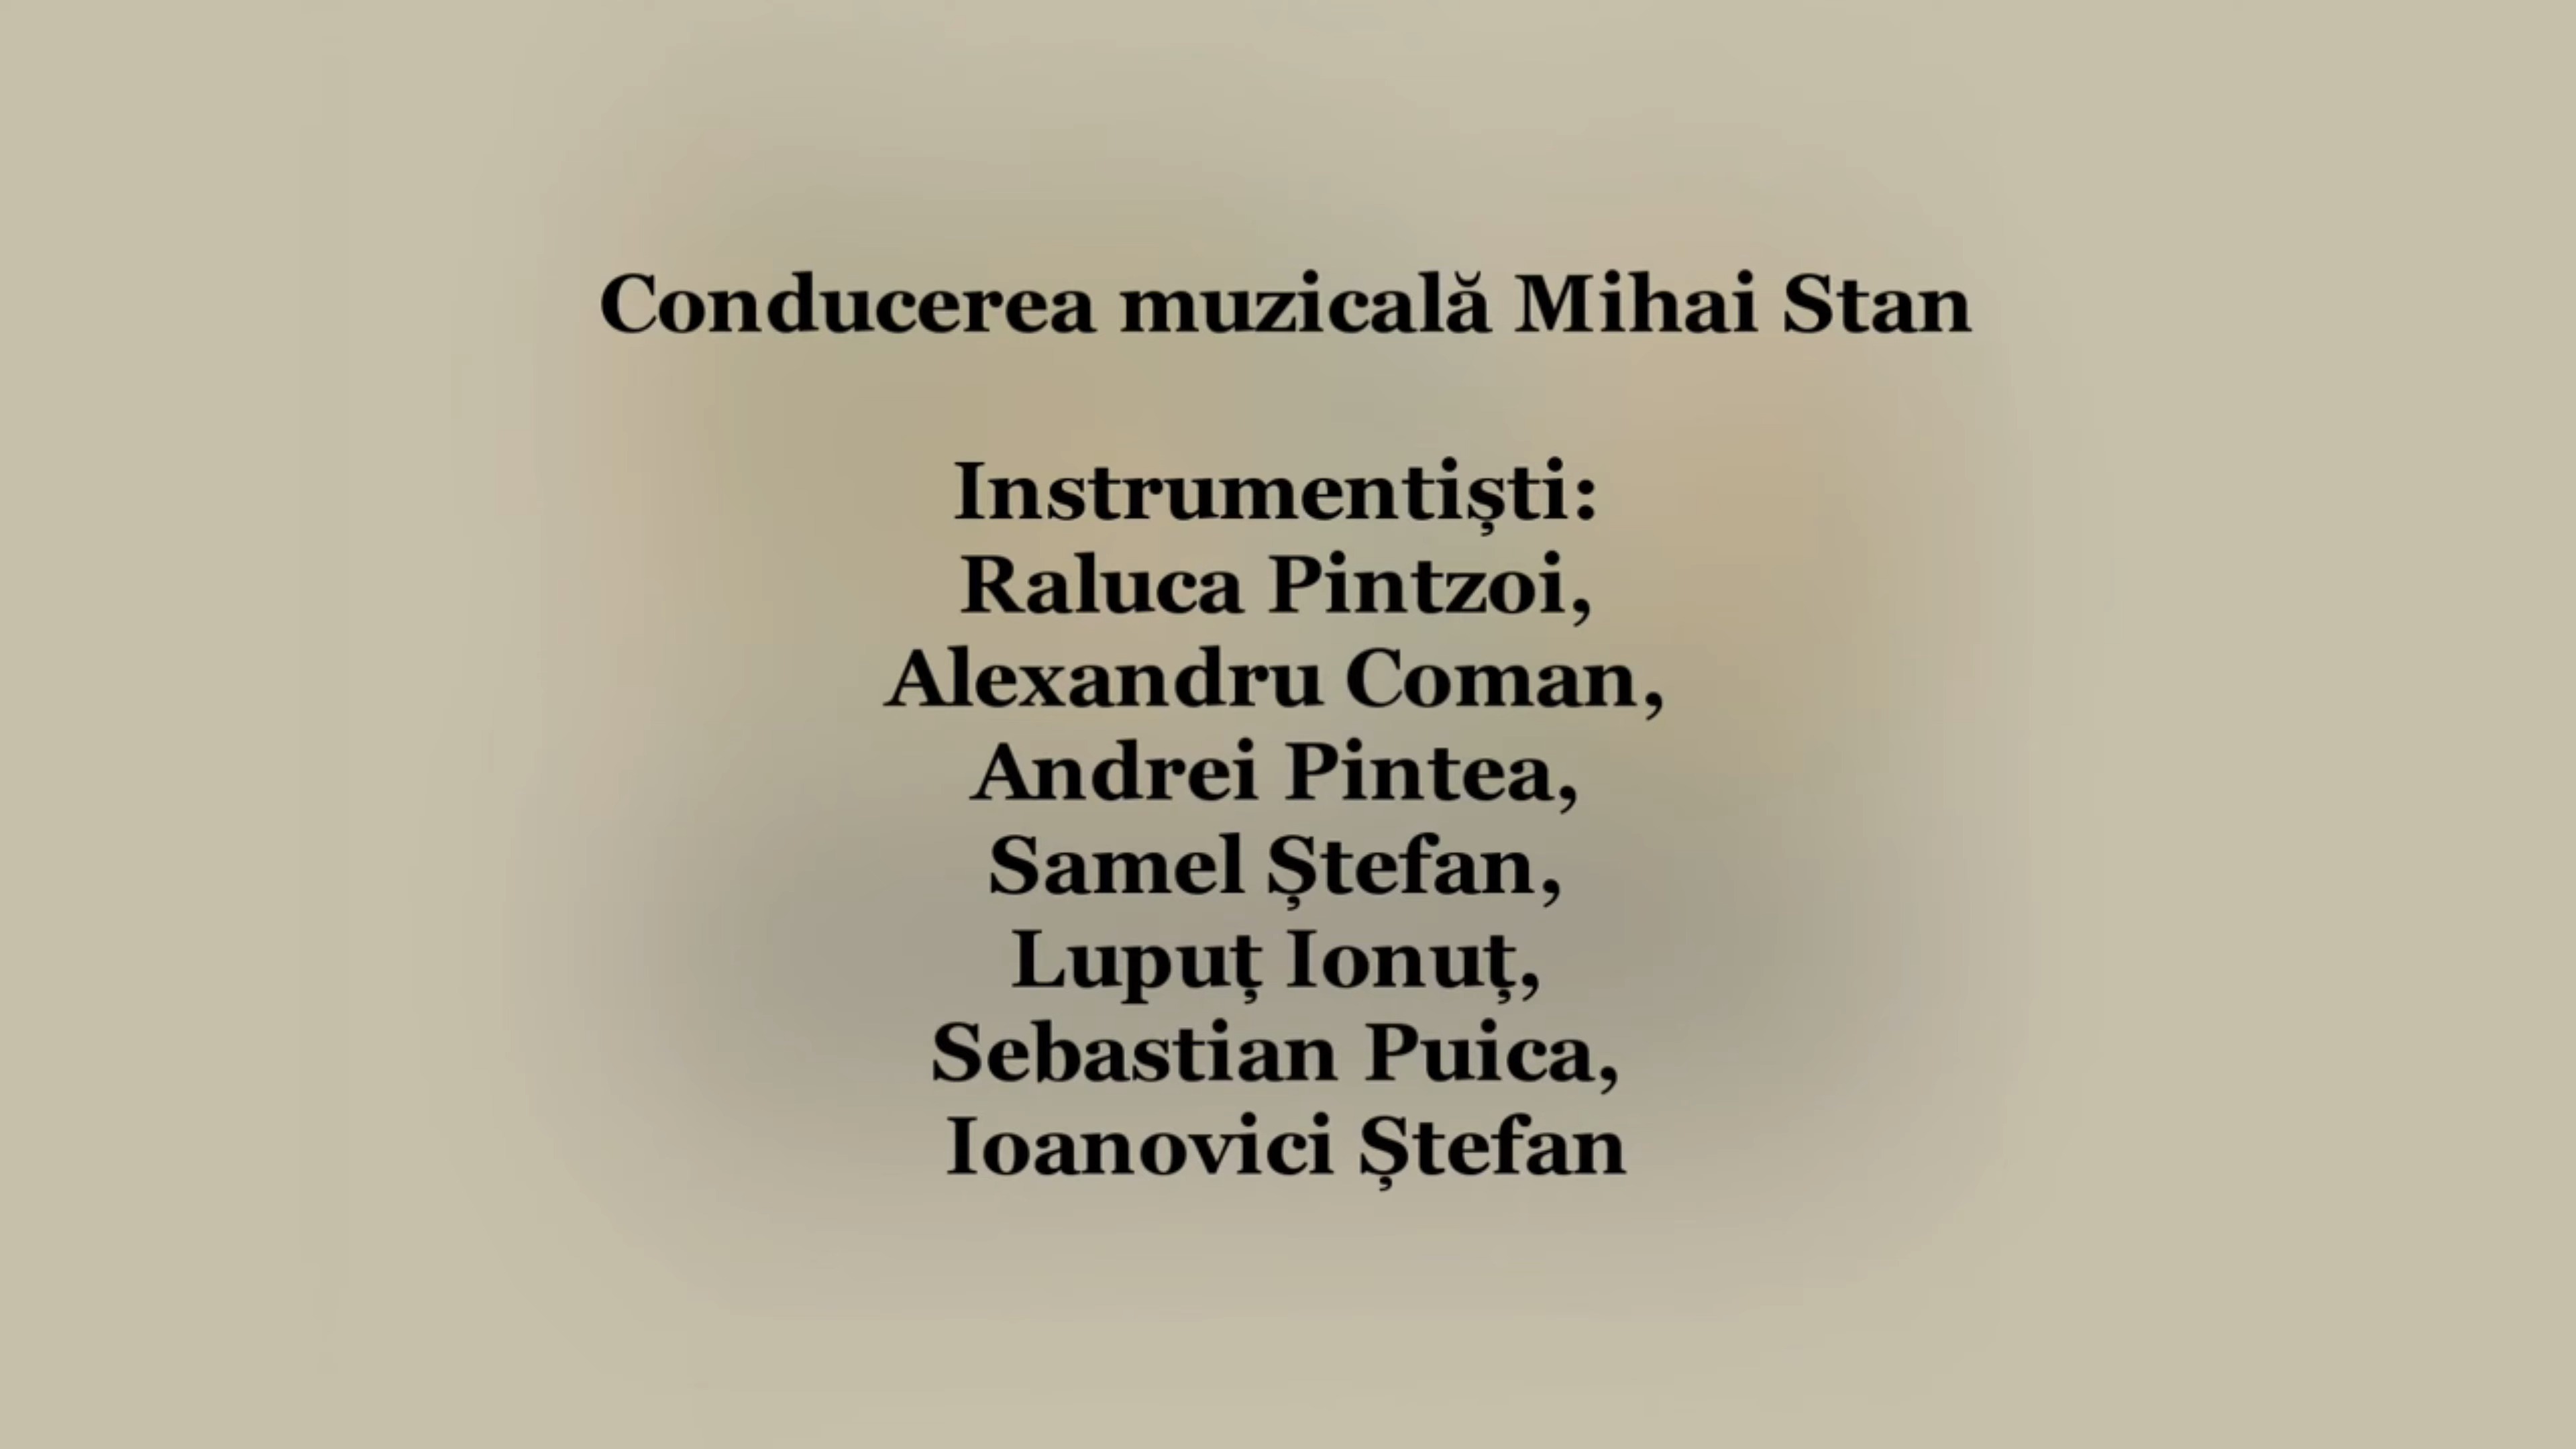 Conducerea muzicală Mihai Stan
Instrumentiști:
Raluca Pintzoi,
Alexandru Coman,
Andrei Pintea,
Samel Ștefan,
Lupuț Ionuț,
Sebastian Puica,
Ioanovici Ștefan